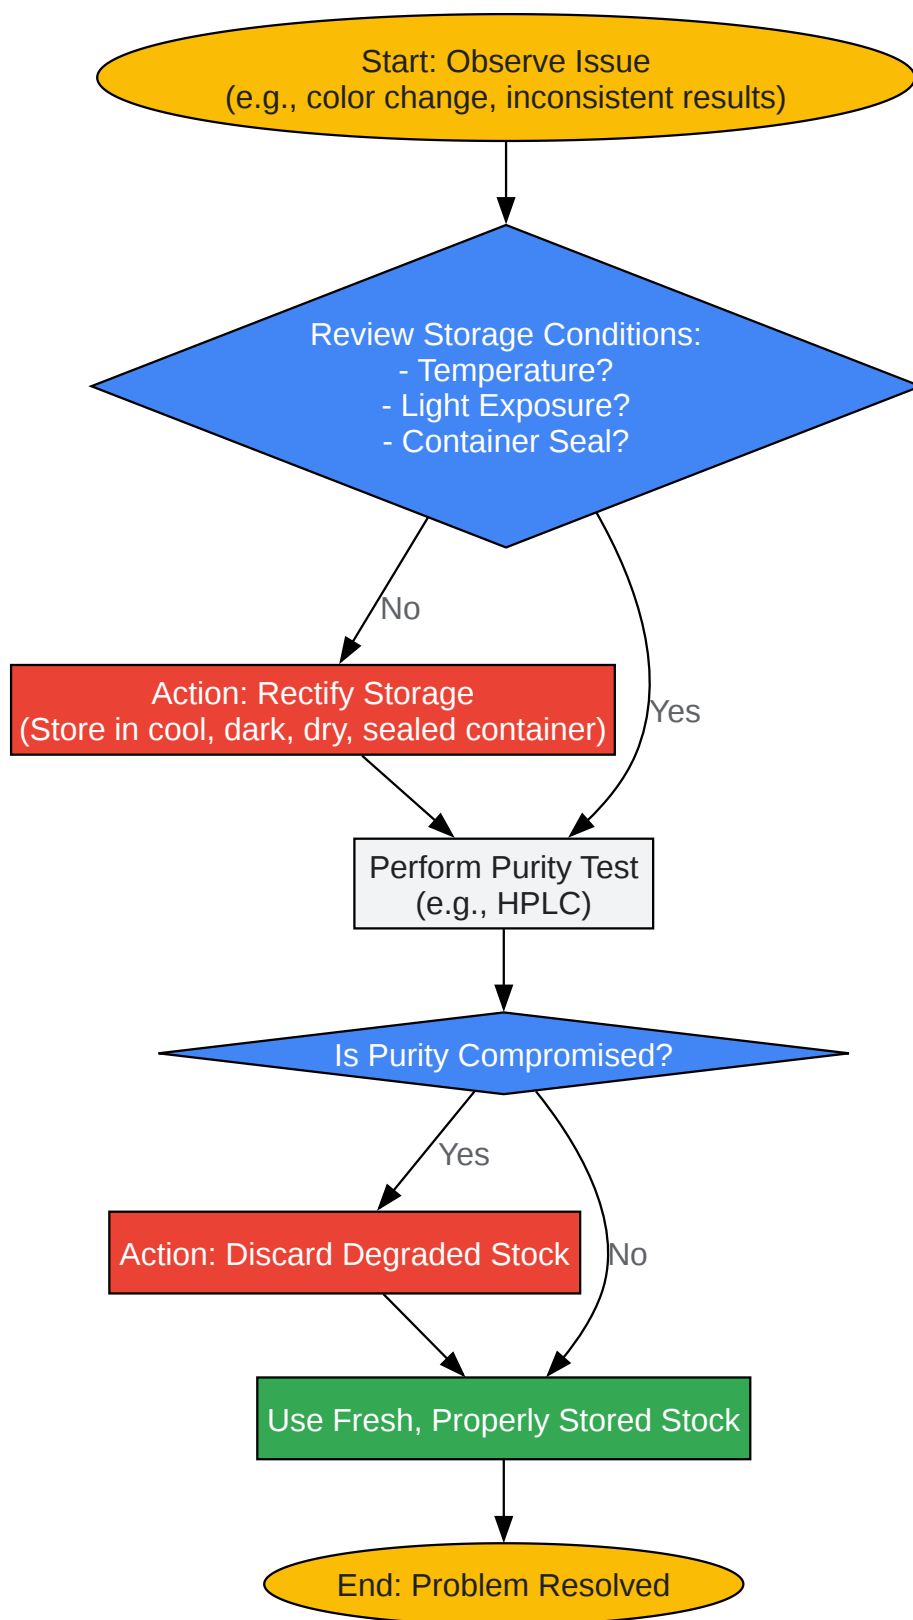 Start: Observe Issue
(e.g., color change, inconsistent results)
Review Storage Conditions:
- Temperature?
- Light Exposure?
- Container Seal?
No
Action: Rectify Storage
(Store in cool, dark, dry, sealed container)
Yes
Perform Purity Test
(e.g., HPLC)
Is Purity Compromised?
Yes
Action: Discard Degraded Stock
No
Use Fresh, Properly Stored Stock
End: Problem Resolved